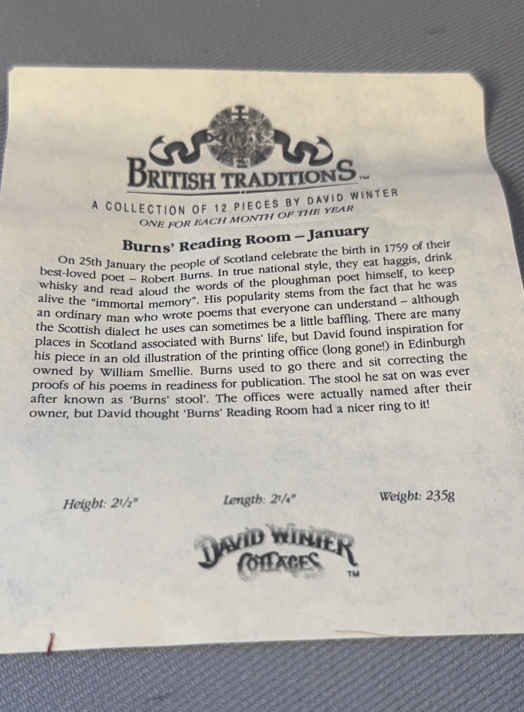 BRITISH TRADITIONS™
A COLLECTION OF 12 PIECES BY DAVID WINTER
ONE FOR EACH MONTH OF THE YEAR
Burns' Reading Room – January
On 25th January the people of Scotland celebrate the birth in 1759 of their
best-loved poet – Robert Burns. In true national style, they eat haggis, drink
whisky and read aloud the words of the ploughman poet himself, to keep
alive the "immortal memory". His popularity stems from the fact that he was
an ordinary man who wrote poems that everyone can understand – although
the Scottish dialect he uses can sometimes be a little baffling. There are many
places in Scotland associated with Burns' life, but David found inspiration for
his piece in an old illustration of the printing office (long gone!) in Edinburgh
owned by William Smellie. Burns used to go there and sit correcting the
proofs of his poems in readiness for publication. The stool he sat on was ever
after known as 'Burns' stool'. The offices were actually named after their
owner, but David thought 'Burns' Reading Room had a nicer ring to it!
Height: 2½" Length: 2¼" Weight: 235g
DAVID WINTER
COTTAGES ™